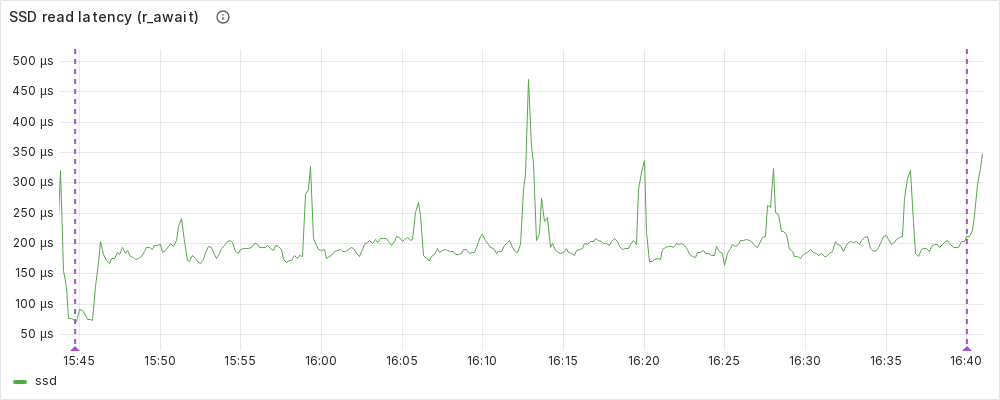 SSD read latency (r_await)
500 µs
450 µs
400 µs
350 µs
300 µs
250 µs
200 µs
150 µs
100 µs
50 µs
15:45 15:50 15:55 16:00 16:05 16:10 16:15 16:20 16:25 16:30 16:35 16:40
ssd